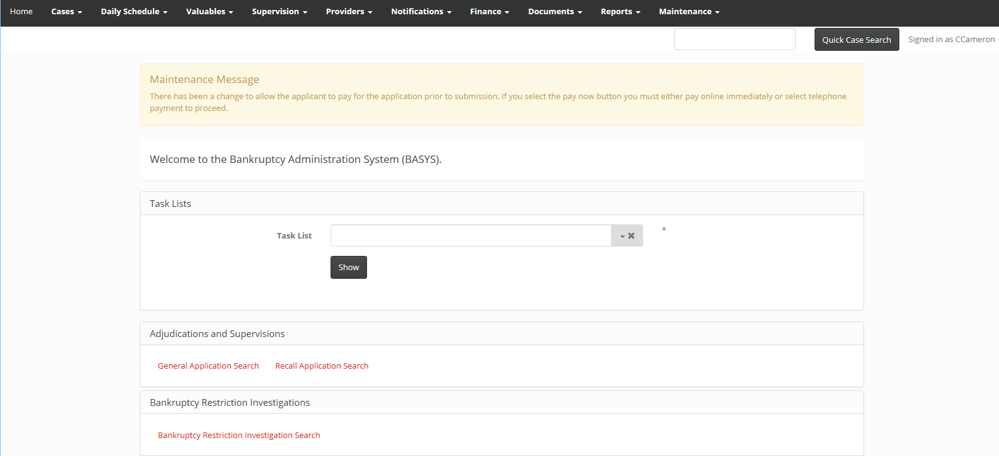 Home Cases Daily Schedule Valuables Supervision Providers Notifications Finance Documents Reports Maintenance
Quick Case Search Signed in as CCameron
Maintenance Message
There has been a change to allow the applicant to pay for the application prior to submission. If you select the pay now button you must either pay online immediately or select telephone
payment to proceed.
Welcome to the Bankruptcy Administration System (BASYS).
Task Lists
Task List *
Show
Adjudications and Supervisions
General Application Search Recall Application Search
Bankruptcy Restriction Investigations
Bankruptcy Restriction Investigation Search